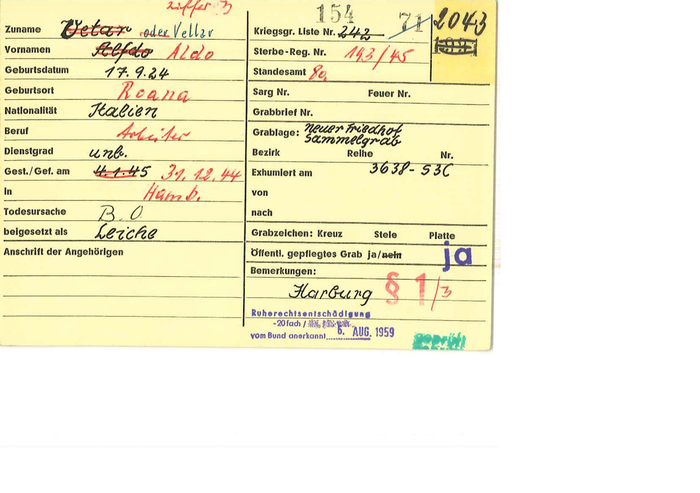 Ziffer 3
154
71
2043
Zuname Vetar oder Vellar
Vornamen Alfdo Aldo
Geburtsdatum 17.9.24
Geburtsort Roana
Nationalität Italien
Beruf Arbeiter
Dienstgrad unb.
Gest./Gef. am 4.1.45 31.12.44
in Hamb.
Todesursache B.O.
beigesetzt als Leiche
Anschrift der Angehörigen
Kriegsgr. Liste Nr. 242
Sterbe-Reg. Nr. 193/45
Standesamt 8a
Sarg Nr. Feuer Nr.
Grabbrief Nr.
Grablage: neuer Friedhof
Sammelgrab
Bezirk Reihe Nr.
Exhumiert am 3638-53C
von
nach
Grabzeichen: Kreuz Stele Platte
Öffentl. gepflegtes Grab ja/nein ja
Bemerkungen:
Harburg § 1/3
Ruherechtsentschädigung
-20fach /
vom Bund anerkannt 6. AUG. 1959
geprüft